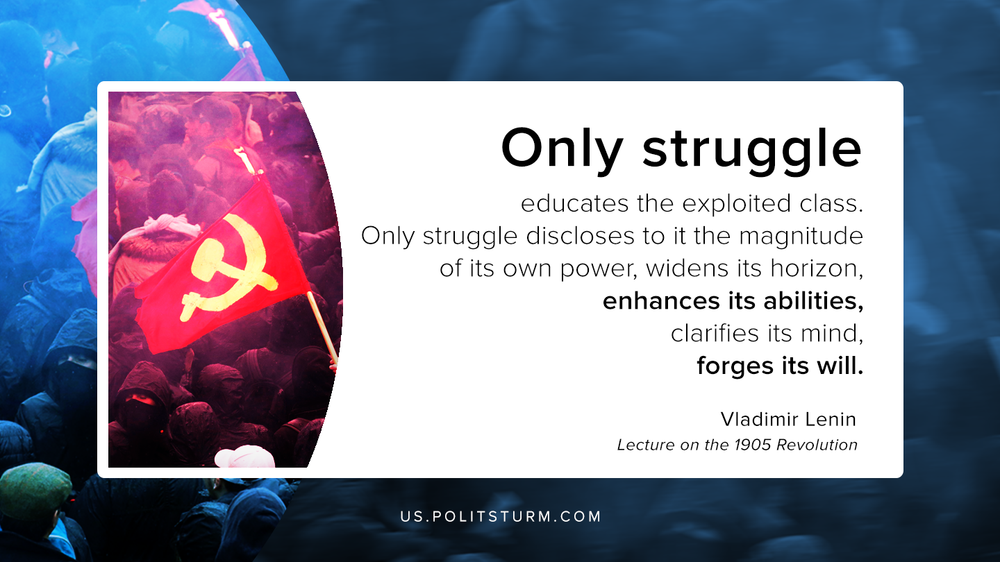 Only struggle
educates the exploited class.
Only struggle discloses to it the magnitude
of its own power, widens its horizon,
enhances its abilities,
clarifies its mind,
forges its will.
Vladimir Lenin
Lecture on the 1905 Revolution
US.POLITSTURM.COM